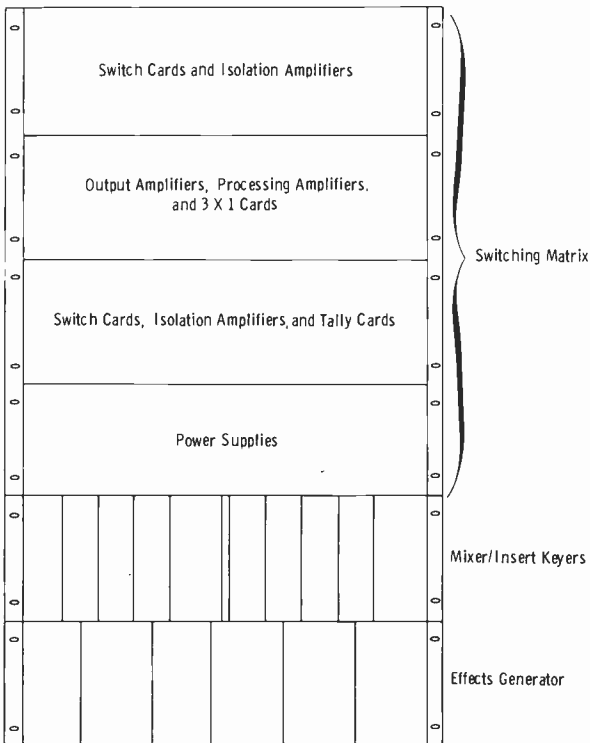 Switch Cards and Isolation Amplifiers
Output Amplifiers, Processing Amplifiers,
and 3 X 1 Cards
Switching Matrix
Switch Cards, Isolation Amplifiers, and Tally Cards
Power Supplies
Mixer/Insert Keyers
Effects Generator